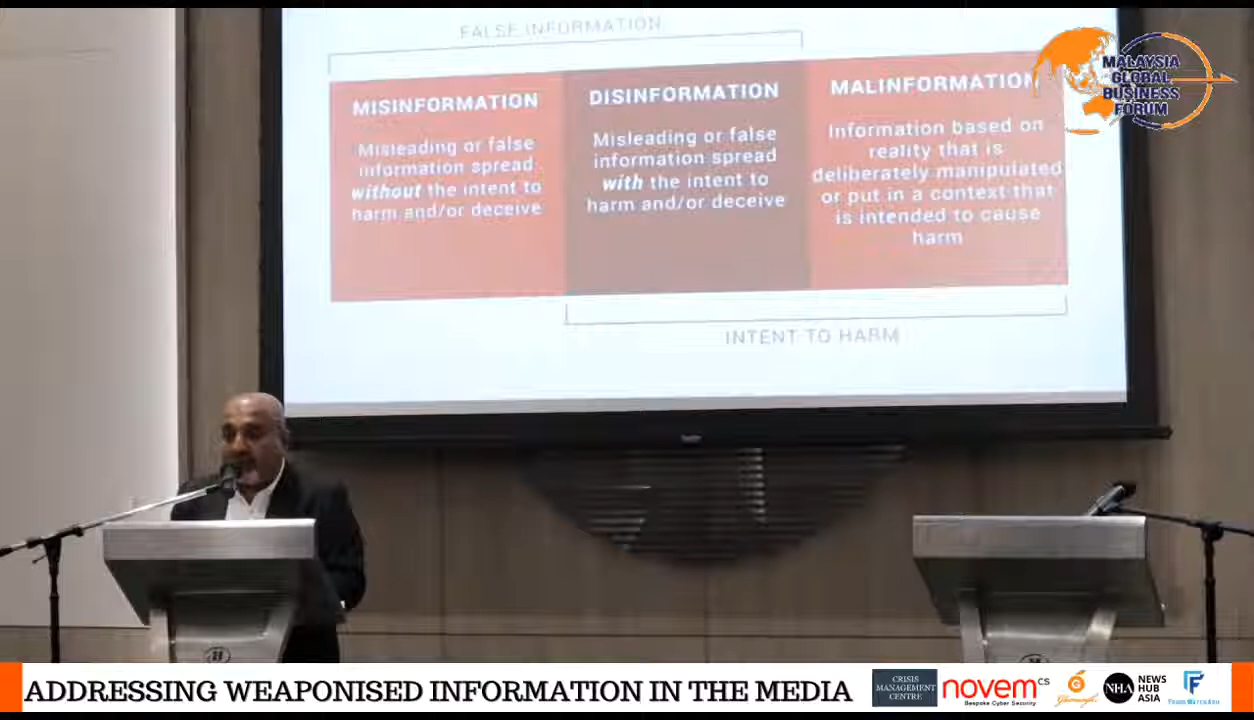 FALSE INFORMATION
MISINFORMATION
Misleading or false
information spread
without the intent to
harm and/or deceive
DISINFORMATION
Misleading or false
information spread
with the intent to
harm and/or deceive
MALINFORMATION
Information based on
reality that is
deliberately manipulated
or put in a context that
is intended to cause
harm
INTENT TO HARM
MALAYSIA
GLOBAL
BUSINESS
FORUM
ADDRESSING WEAPONISED INFORMATION IN THE MEDIA
CRISIS
MANAGEMENT
CENTRE
novem CS
Bespoke Cyber Security
NHA
NEWS
HUB
ASIA